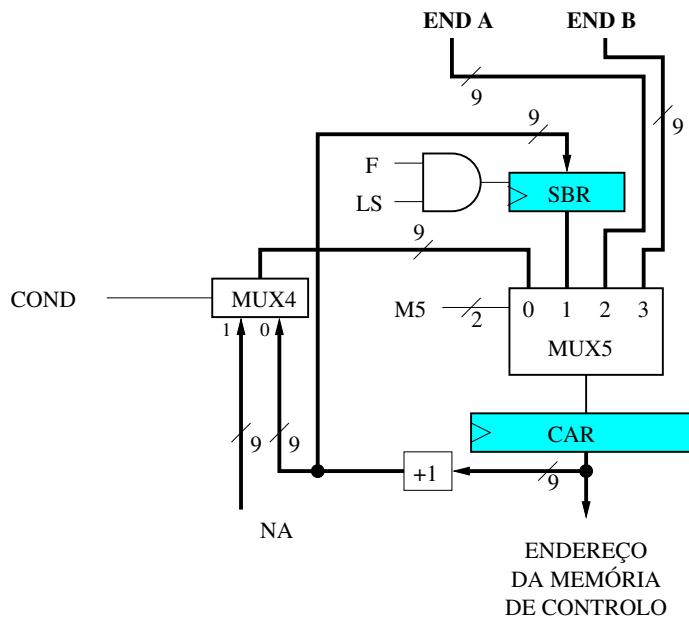 END A END B
9
9
9
F
LS
SBR
9
COND
MUX4
1 0
M5
2
0 1 2 3
MUX5
CAR
9 9
+1
9
NA
ENDEREÇO
DA MEMÓRIA
DE CONTROLO